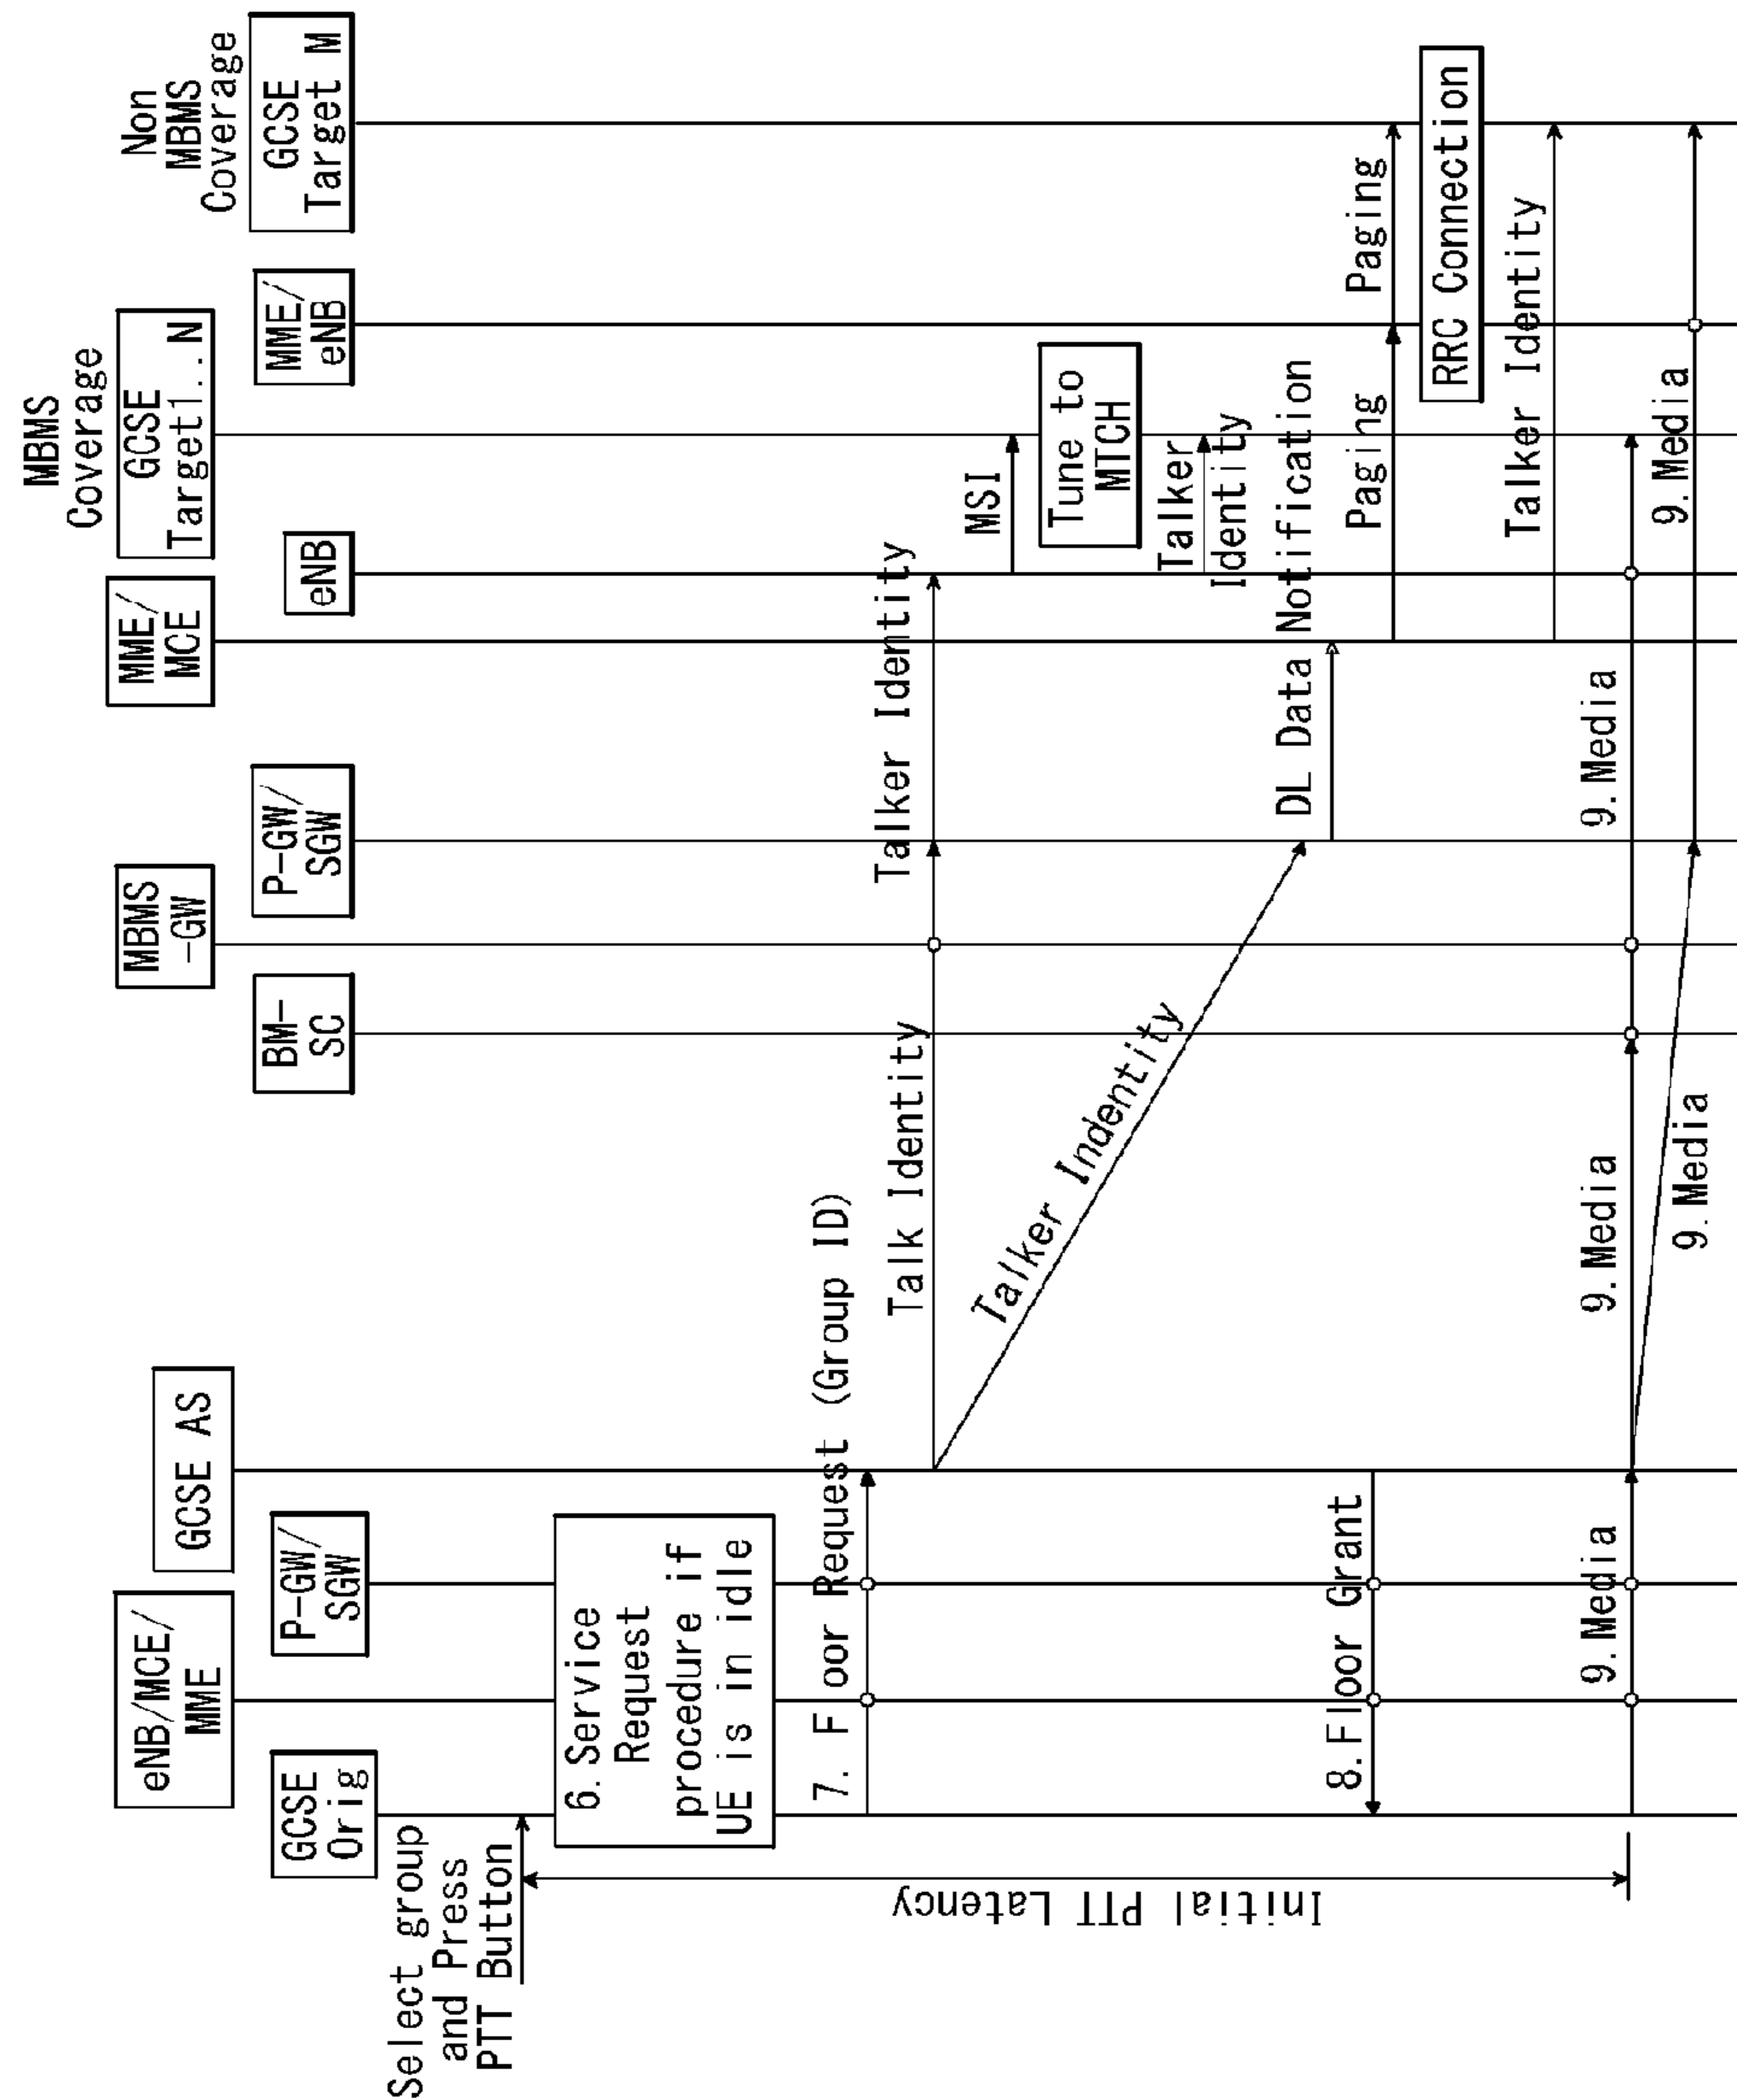 GCSE
Orig
eNB/MCE/
MME
P-GW/
SGW
GCSE AS
BM-
SC
MBMS
-GW
P-GW/
SGW
MME/
MCE
eNB
MBMS
Coverage
GCSE
Target1..N
MME/
eNB
Non
MBMS
Coverage
GCSE
Target M
Select group
and Press
PTT Button
6.Service
Request
procedure if
UE is in idle
Initial PTT Latency
7. F oor Request (Group ID)
Talk Identity
Talker Identity
Talker Indentity
MSI
Tune to
MTCH
Talker
Identity
DL Data Notification
8.Floor Grant
Paging
Paging
RRC Connection
Talker Identity
9.Media
9.Media
9.Media
9.Media
9.Media